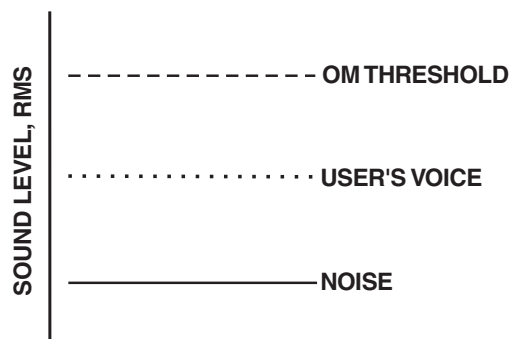 SOUND LEVEL, RMS
OM THRESHOLD
USER'S VOICE
NOISE